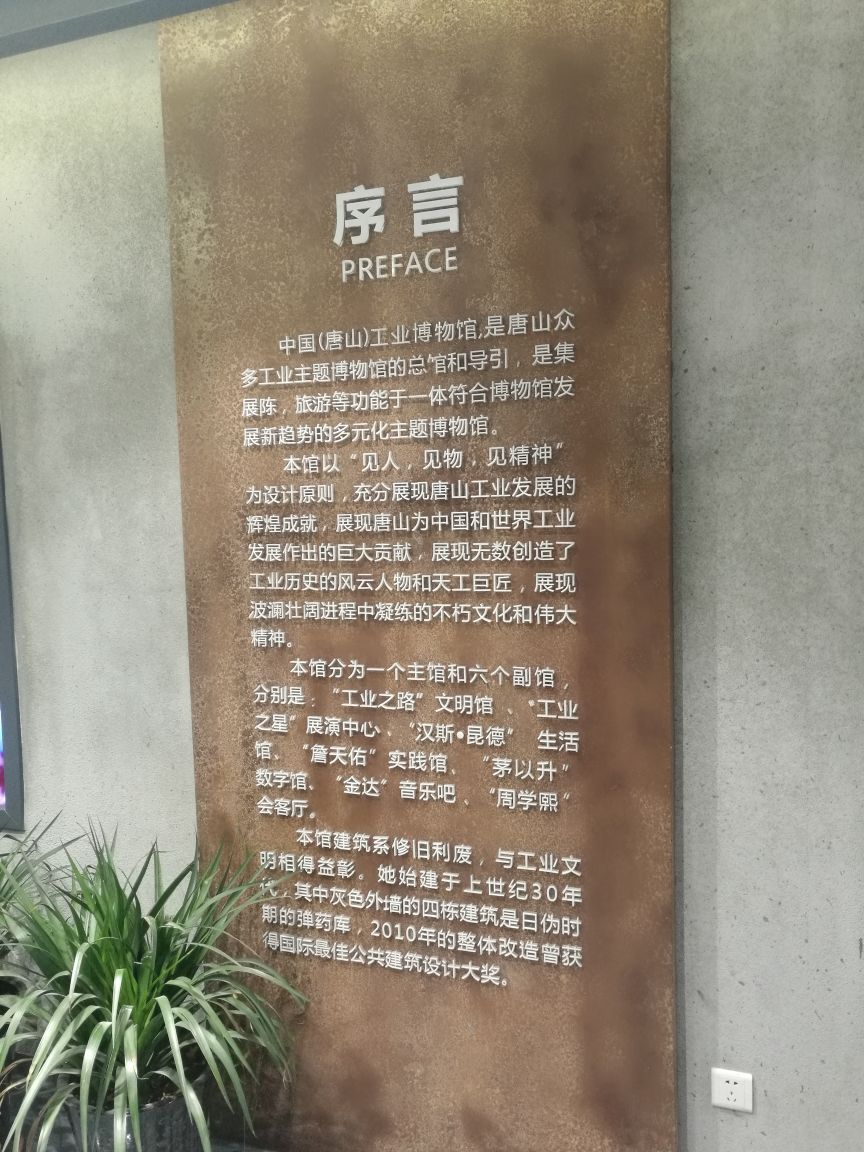 序言
PREFACE
中国(唐山)工业博物馆,是唐山众
多工业主题博物馆的总馆和导引，是集
展陈，旅游等功能于一体符合博物馆发
展新趋势的多元化主题博物馆。
本馆以“见人，见物，见精神”
为设计原则，充分展现唐山工业发展的
辉煌成就，展现唐山为中国和世界工业
发展作出的巨大贡献，展现无数创造了
工业历史的风云人物和天工巨匠，展现
波澜壮阔进程中凝练的不朽文化和伟大
精神。
本馆分为一个主馆和六个副馆，
分别是：“工业之路”文明馆、“工业
之星”展演中心、“汉斯•昆德” 生活
馆、“詹天佑”实践馆、“茅以升”
数字馆、“金达”音乐吧、“周学熙”
会客厅。
本馆建筑系修旧利废，与工业文
明相得益彰。她始建于上世纪30年
代，其中灰色外墙的四栋建筑是日伪时
期的弹药库，2010年的整体改造曾获
得国际最佳公共建筑设计大奖。